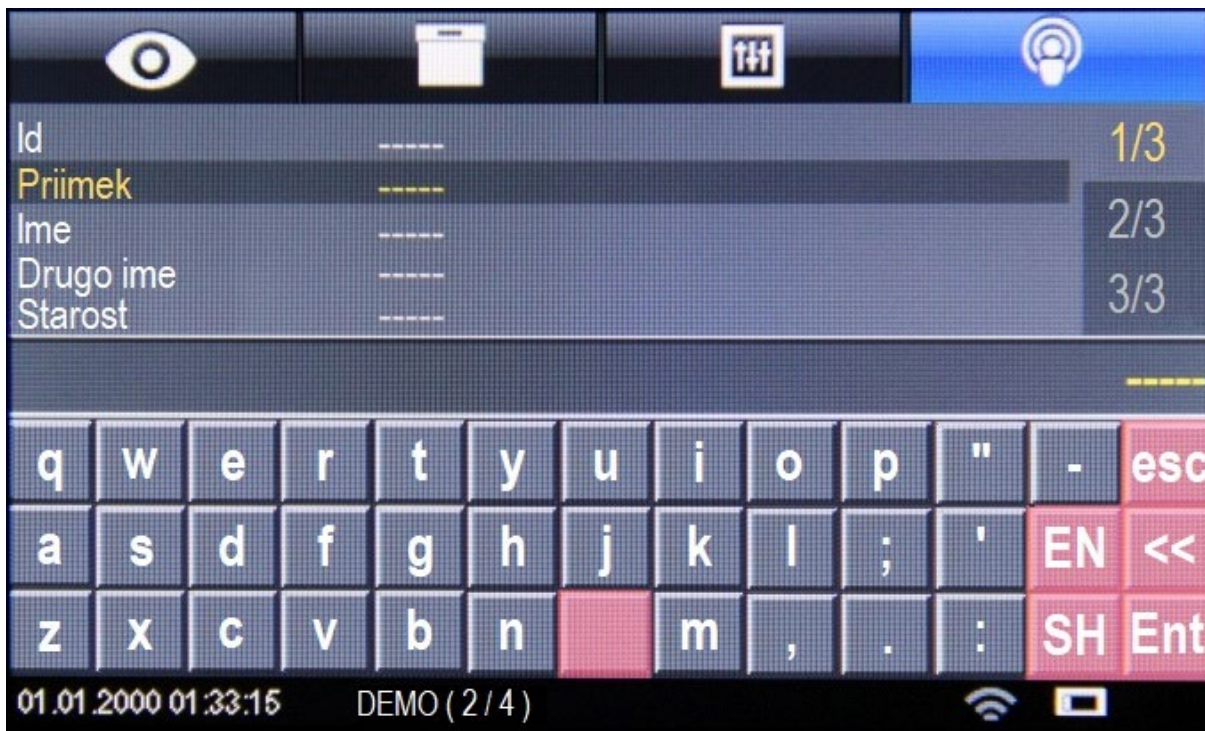 Id -----
1/3
Priimek -----
2/3
Ime -----
Drugo ime -----
3/3
Starost -----
-----
q w e r t y u i o p " - esc
a s d f g h j k l ; ' EN <<
z x c v b n m , . : SH Ent
01.01.2000 01:33:15 DEMO ( 2 / 4 )